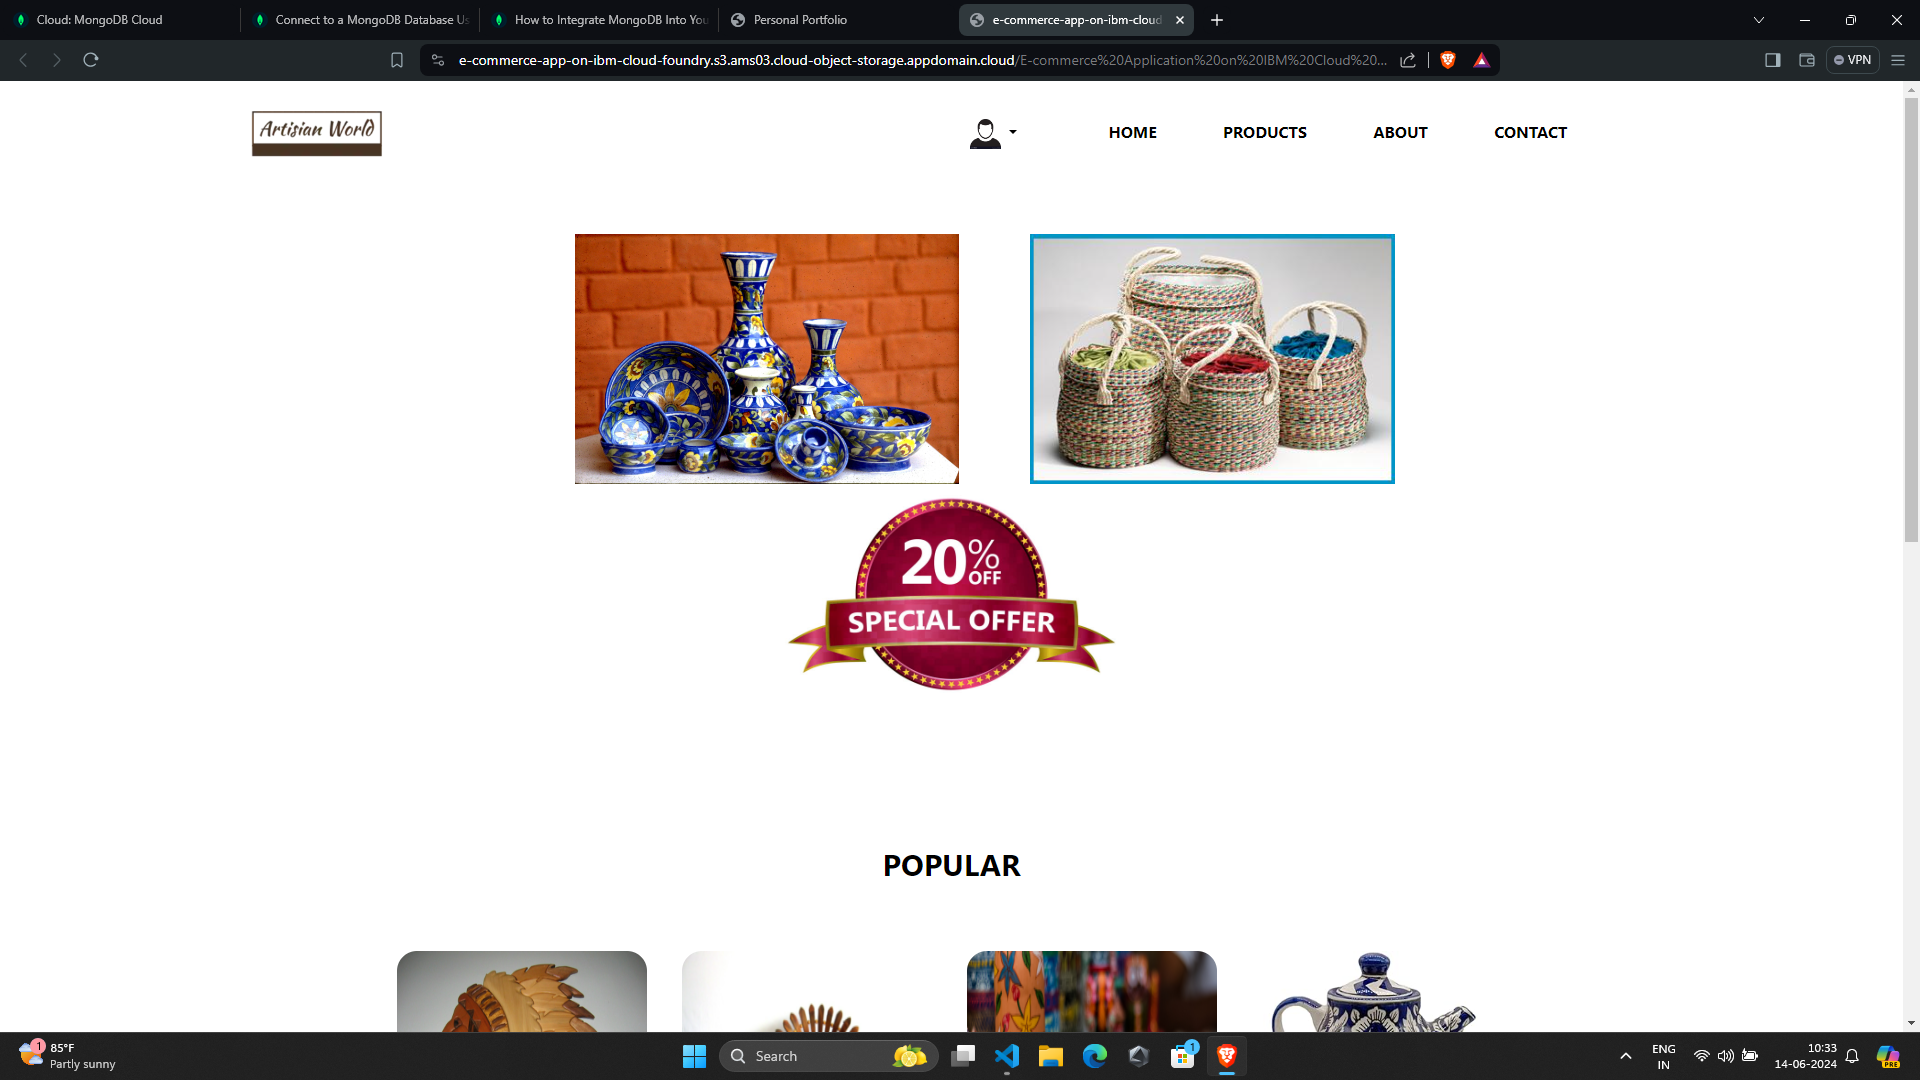 Cloud: MongoDB Cloud
Connect to a MongoDB Database Us
How to Integrate MongoDB Into You
Personal Portfolio
e-commerce-app-on-ibm-cloud
e-commerce-app-on-ibm-cloud-foundry.s3.ams03.cloud-object-storage.appdomain.cloud/E-commerce%20Application%20on%20IBM%20Cloud%20...
VPN
Artisian World
HOME
PRODUCTS
ABOUT
CONTACT
20%
OFF
SPECIAL OFFER
POPULAR
1
85°F
Partly sunny
Search
1
ENG
IN
10:33
14-06-2024
PRE